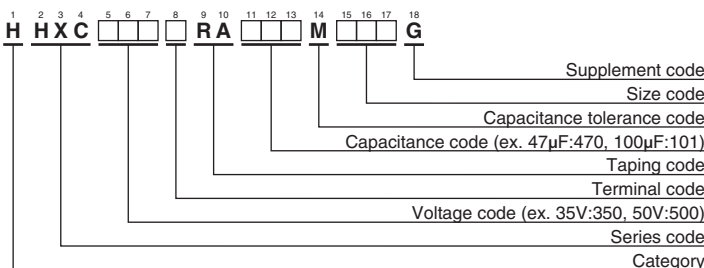 1 2 3 4 5 6 7 8 9 10 11 12 13 14 15 16 17 18
H HXC □□□ □ RA □□□ M □□□ G
Supplement code
Size code
Capacitance tolerance code
Capacitance code (ex. 47μF:470, 100μF:101)
Taping code
Terminal code
Voltage code (ex. 35V:350, 50V:500)
Series code
Category